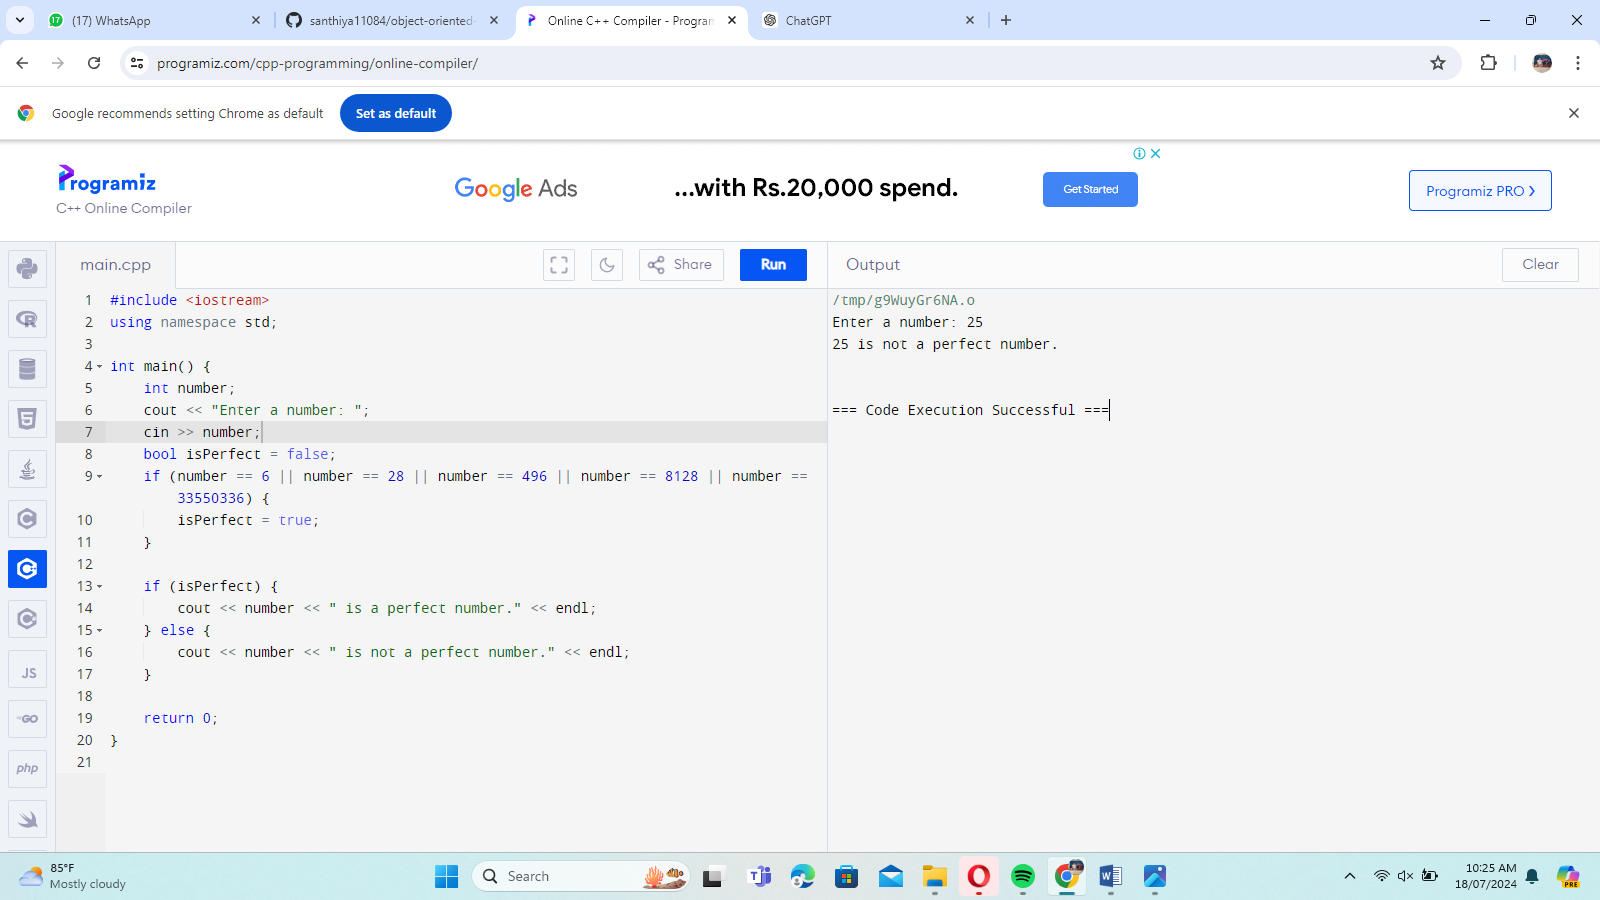 (17) WhatsApp
santhiya11084/object-oriented-
Online C++ Compiler - Program
ChatGPT
programiz.com/cpp-programming/online-compiler/
Google recommends setting Chrome as default
Set as default
Programiz
C++ Online Compiler
Google Ads
...with Rs.20,000 spend.
Get Started
Programiz PRO ›
main.cpp
Share
Run
Output
Clear
1 #include <iostream>
2 using namespace std;
3
4 int main() {
5 int number;
6 cout << "Enter a number: ";
7 cin >> number;
8 bool isPerfect = false;
9 if (number == 6 || number == 28 || number == 496 || number == 8128 || number ==
33550336) {
10 isPerfect = true;
11 }
12
13 if (isPerfect) {
14 cout << number << " is a perfect number." << endl;
15 } else {
16 cout << number << " is not a perfect number." << endl;
17 }
18
19 return 0;
20 }
21
/tmp/g9WuyGr6NA.o
Enter a number: 25
25 is not a perfect number.
=== Code Execution Successful ===
JS
GO
php
85°F
Mostly cloudy
Search
10:25 AM
18/07/2024
PRE